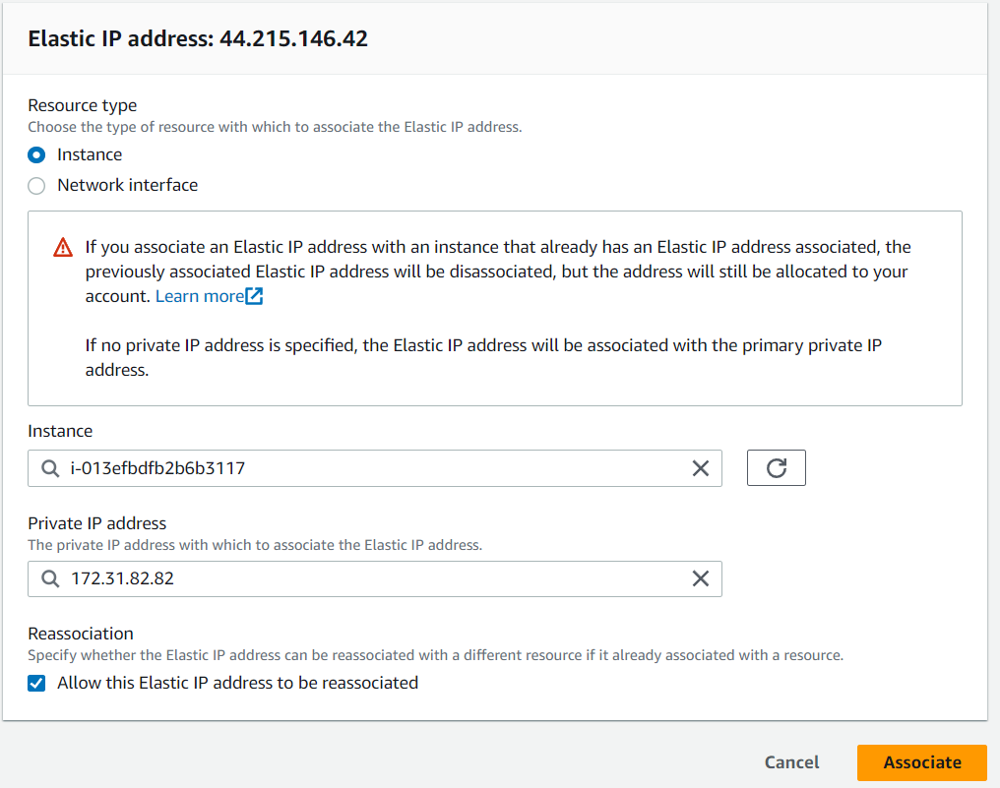 Elastic IP address: 44.215.146.42
Resource type
Choose the type of resource with which to associate the Elastic IP address.
Instance
Network interface
If you associate an Elastic IP address with an instance that already has an Elastic IP address associated, the
previously associated Elastic IP address will be disassociated, but the address will still be allocated to your
account. Learn more
If no private IP address is specified, the Elastic IP address will be associated with the primary private IP
address.
Instance
i-013efbdfb2b6b3117
Private IP address
The private IP address with which to associate the Elastic IP address.
172.31.82.82
Reassociation
Specify whether the Elastic IP address can be reassociated with a different resource if it already associated with a resource.
Allow this Elastic IP address to be reassociated
Cancel
Associate